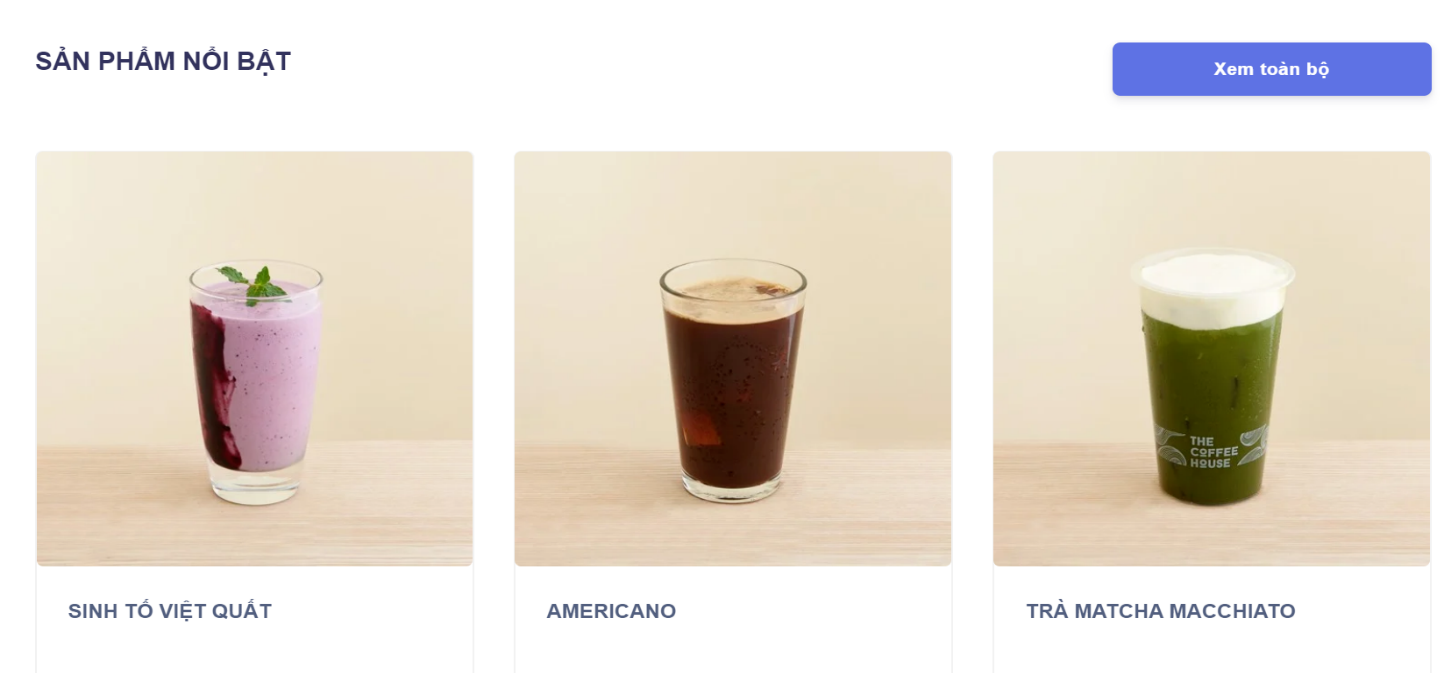 SẢN PHẨM NỔI BẬT
Xem toàn bộ
THE
COFFEE
HOUSE
SINH TỐ VIỆT QUẤT
AMERICANO
TRÀ MATCHA MACCHIATO